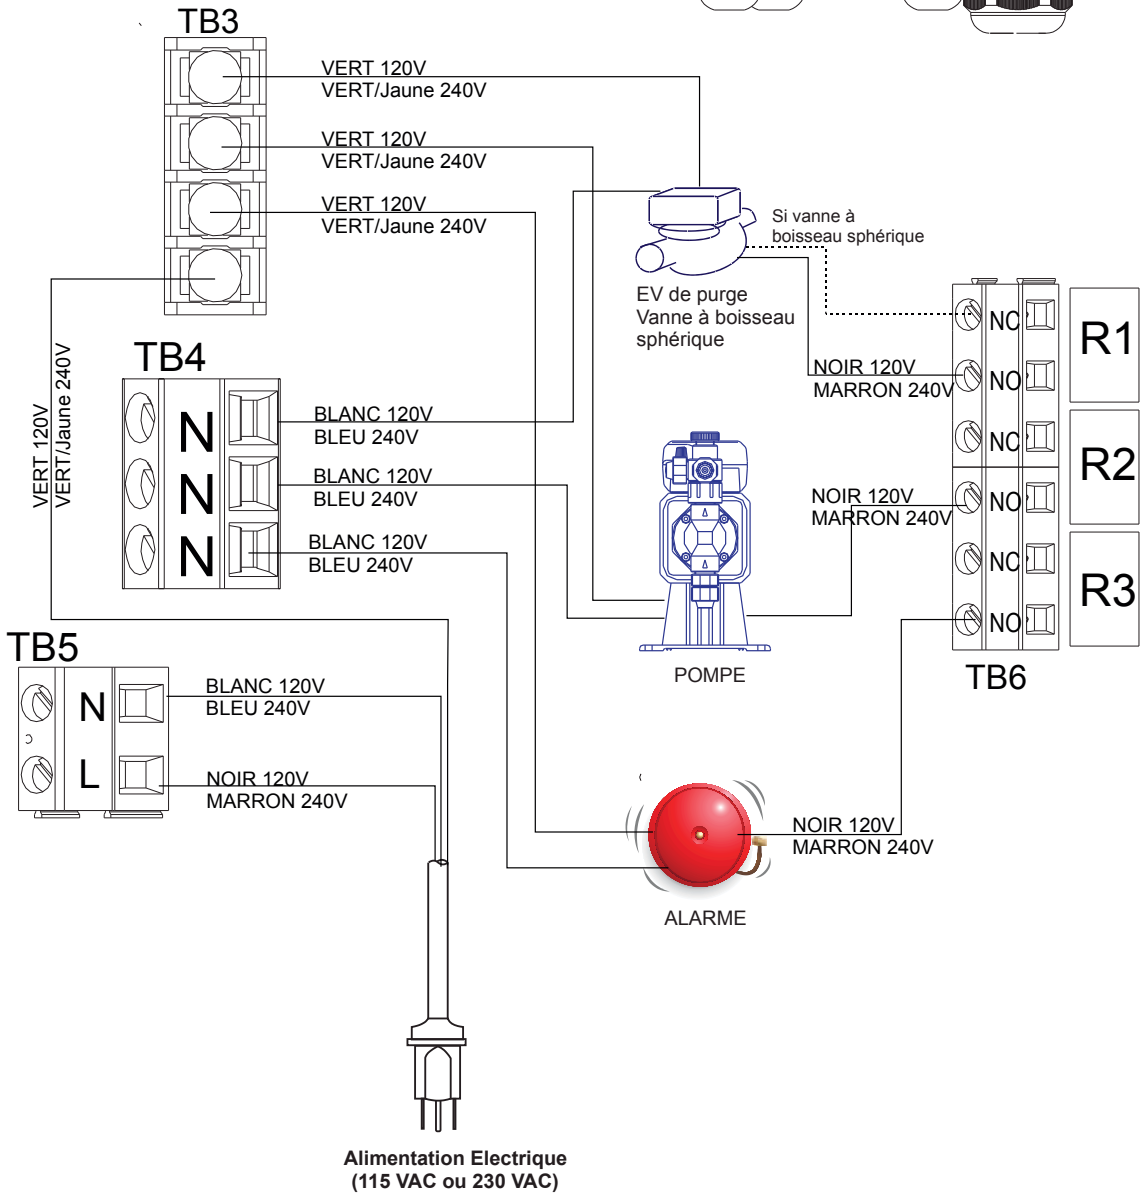 TB3
VERT 120V
VERT/Jaune 240V
VERT 120V
VERT/Jaune 240V
VERT 120V
VERT/Jaune 240V
Si vanne à
boisseau sphérique
EV de purge
Vanne à boisseau
sphérique
TB4
VERT 120V
VERT/Jaune 240V
N
BLANC 120V
BLEU 240V
N
BLANC 120V
BLEU 240V
N
BLANC 120V
BLEU 240V
NC
R1
NOIR 120V
MARRON 240V
NO
NC
R2
NOIR 120V
MARRON 240V
NO
NC
R3
NO
TB6
POMPE
TB5
N
BLANC 120V
BLEU 240V
L
NOIR 120V
MARRON 240V
NOIR 120V
MARRON 240V
ALARME
Alimentation Electrique
(115 VAC ou 230 VAC)